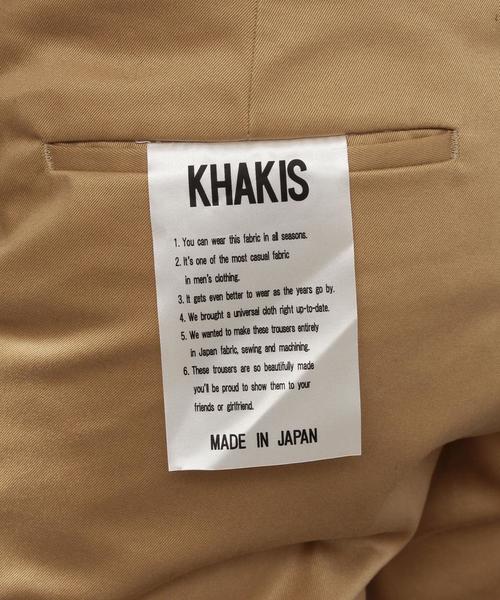 KHAKIS
1. You can wear this fabric in all seasons.
2. It's one of the most casual fabric
in men's clothing.
3. It gets even better to wear as the years go by.
4. We brought a universal cloth right up-to-date.
5. We wanted to make these trousers entirely
in Japan fabric, sewing and machining.
6. These trousers are so beautifully made
you'll be proud to show them to your
friends or girlfriend.
MADE IN JAPAN